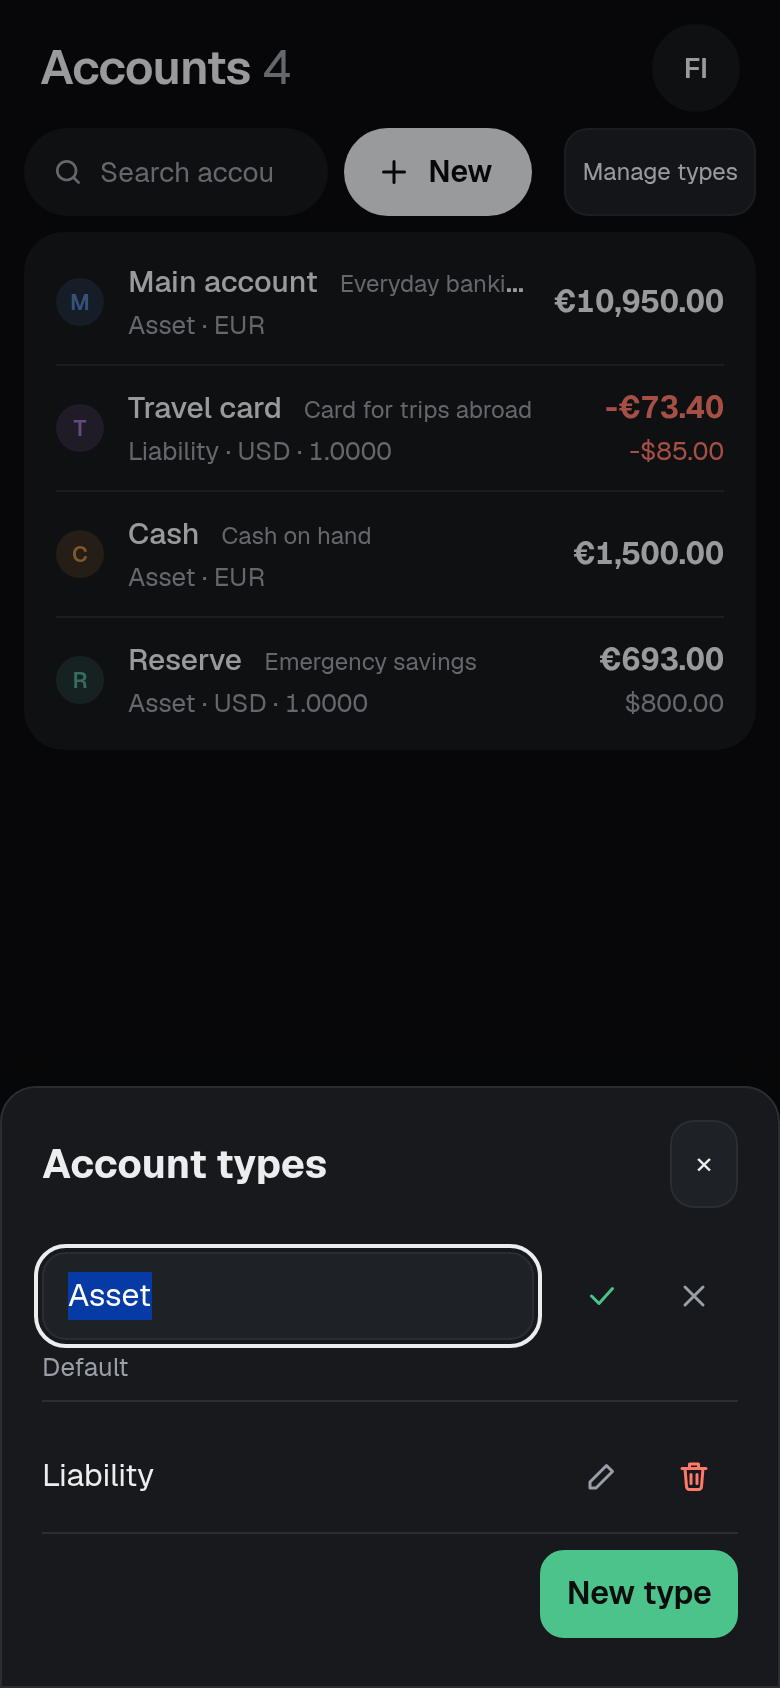 Accounts 4
FI
Search accou
New
Manage types
M
Main account Everyday banki...
€10,950.00
Asset · EUR
T
Travel card Card for trips abroad
-€73.40
Liability · USD · 1.0000
-$85.00
C
Cash Cash on hand
€1,500.00
Asset · EUR
R
Reserve Emergency savings
€693.00
Asset · USD · 1.0000
$800.00
Account types
Asset
Default
Liability
New type